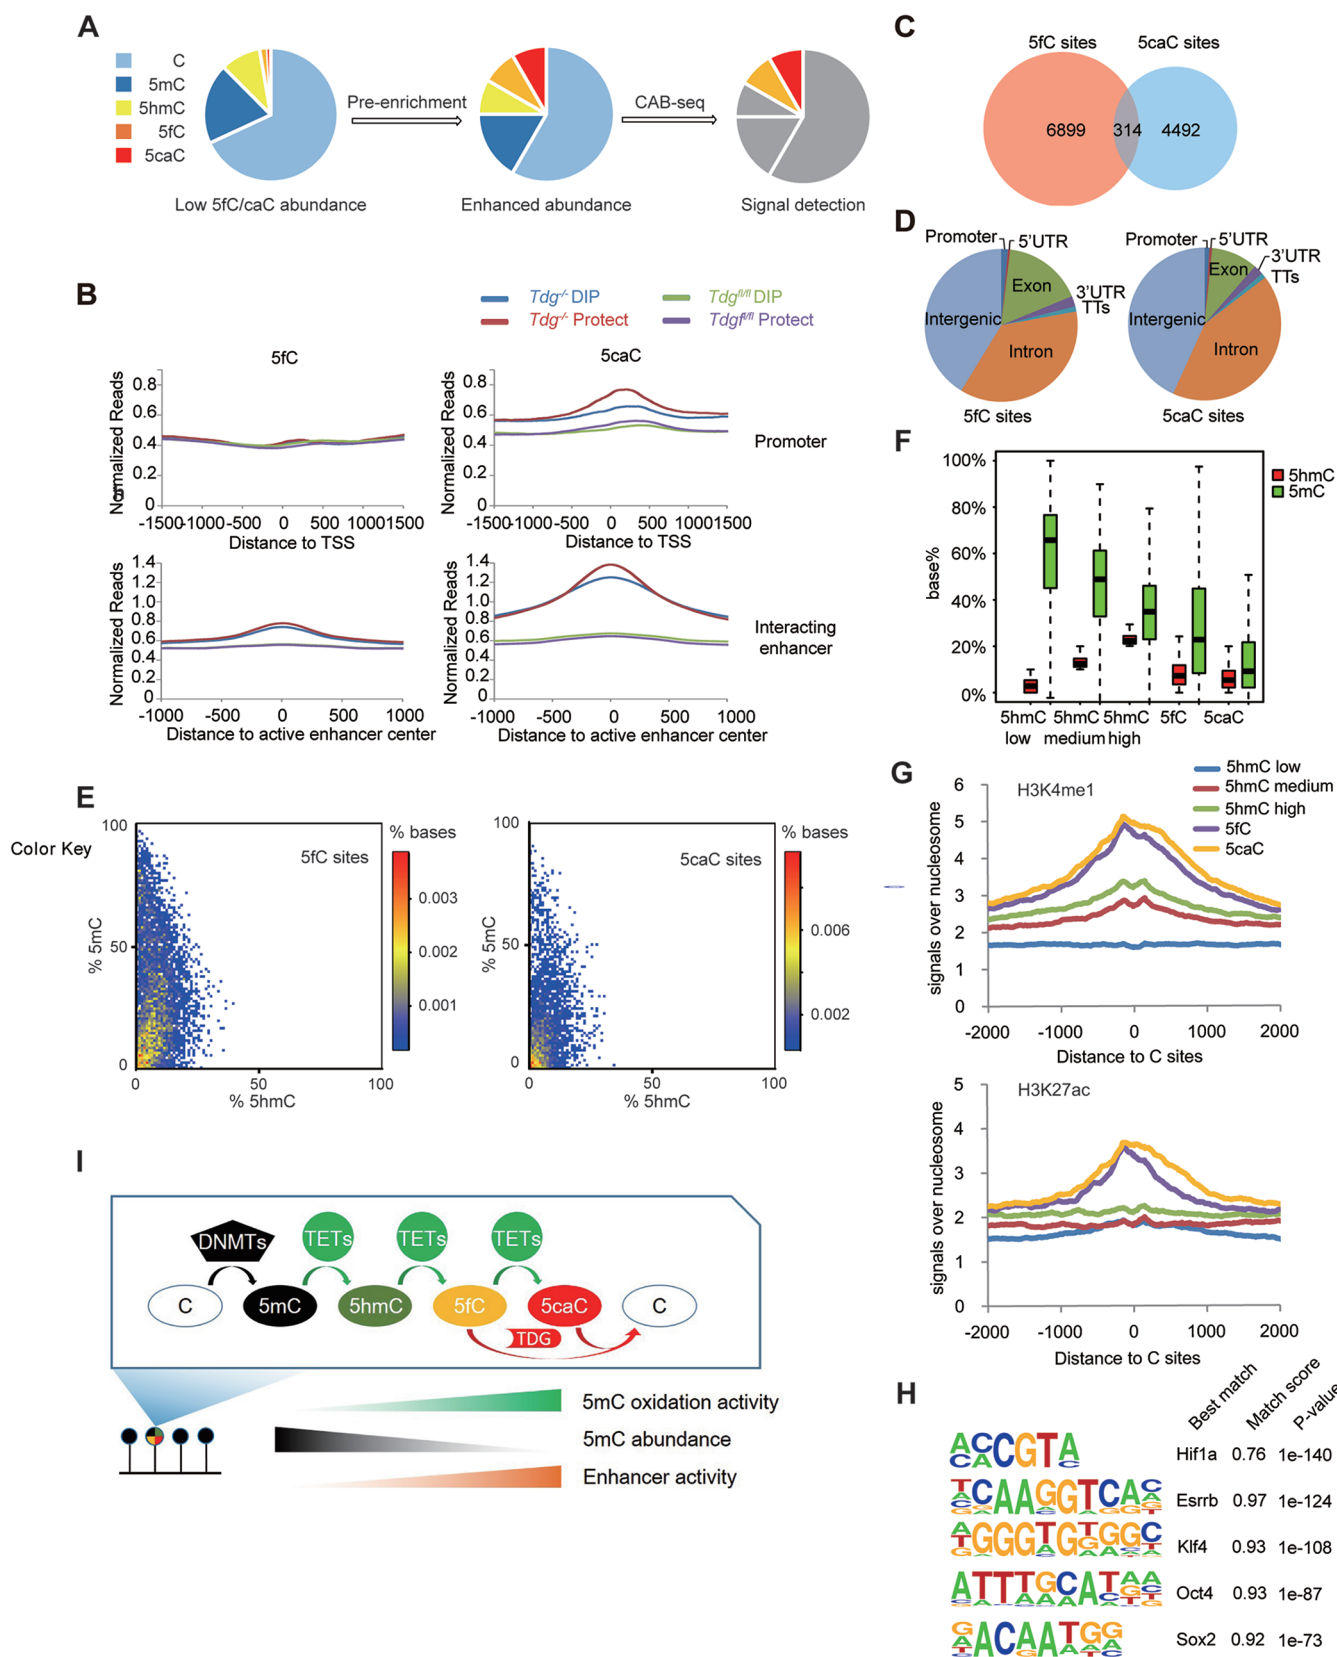 A
C
5mC
5hmC
5fC
5caC
Pre-enrichment
CAB-seq
Low 5fC/caC abundance
Enhanced abundance
Signal detection
B
Tdg-/- DIP
Tdg-/- Protect
Tdgfl/fl DIP
Tdgfl/fl Protect
5fC
5caC
Normalized Reads
0.8
0.6
0.4
0.2
0
-1500
-1000
-500
0
500
1000
1500
Distance to TSS
Normalized Reads
0.8
0.6
0.4
0.2
0
-1500
-1000
-500
0
500
1000
1500
Distance to TSS
Promoter
Normalized Reads
1.4
1.2
1.0
0.8
0.6
0.4
0.2
0
-1000
-500
0
500
1000
Distance to active enhancer center
Normalized Reads
1.4
1.2
1.0
0.8
0.6
0.4
0.2
0
-1000
-500
0
500
1000
Distance to active enhancer center
Interacting
enhancer
C
5fC sites
5caC sites
6899
314
4492
D
Promoter
5'UTR
Exon
3'UTR
TTs
Intergenic
Intron
5fC sites
Promoter
5'UTR
Exon
3'UTR
TTs
Intergenic
Intron
5caC sites
E
Color Key
100
50
0
% 5mC
5fC sites
0
50
100
% 5hmC
% bases
0.003
0.002
0.001
100
50
0
% 5mC
5caC sites
0
50
100
% 5hmC
% bases
0.006
0.002
F
base%
100%
80%
60%
40%
20%
0%
5hmC
5mC
5hmC
low
5hmC
medium
5hmC
high
5fC
5caC
G
5hmC low
5hmC medium
5hmC high
5fC
5caC
H3K4me1
signals over nucleosome
6
5
4
3
2
1
0
-2000
-1000
0
1000
2000
Distance to C sites
H3K27ac
signals over nucleosome
5
4
3
2
1
0
-2000
-1000
0
1000
2000
Distance to C sites
H
Best match
Match score
P-value
Hif1a 0.76 1e-140
Esrrb 0.97 1e-124
Klf4 0.93 1e-108
Oct4 0.93 1e-87
Sox2 0.92 1e-73
I
DNMTs
TETs
TETs
TETs
C
5mC
5hmC
5fC
5caC
C
TDG
5mC oxidation activity
5mC abundance
Enhancer activity